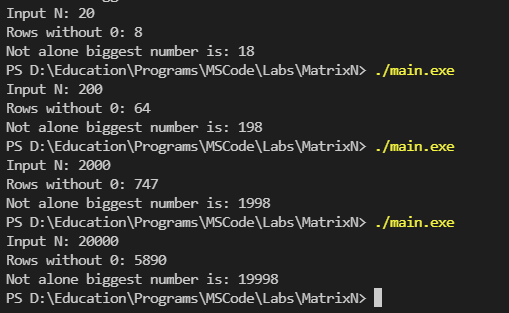 Input N: 20
Rows without 0: 8
Not alone biggest number is: 18
PS D:\Education\Programs\MSCode\Labs\MatrixN> ./main.exe
Input N: 200
Rows without 0: 64
Not alone biggest number is: 198
PS D:\Education\Programs\MSCode\Labs\MatrixN> ./main.exe
Input N: 2000
Rows without 0: 747
Not alone biggest number is: 1998
PS D:\Education\Programs\MSCode\Labs\MatrixN> ./main.exe
Input N: 20000
Rows without 0: 5890
Not alone biggest number is: 19998
PS D:\Education\Programs\MSCode\Labs\MatrixN>